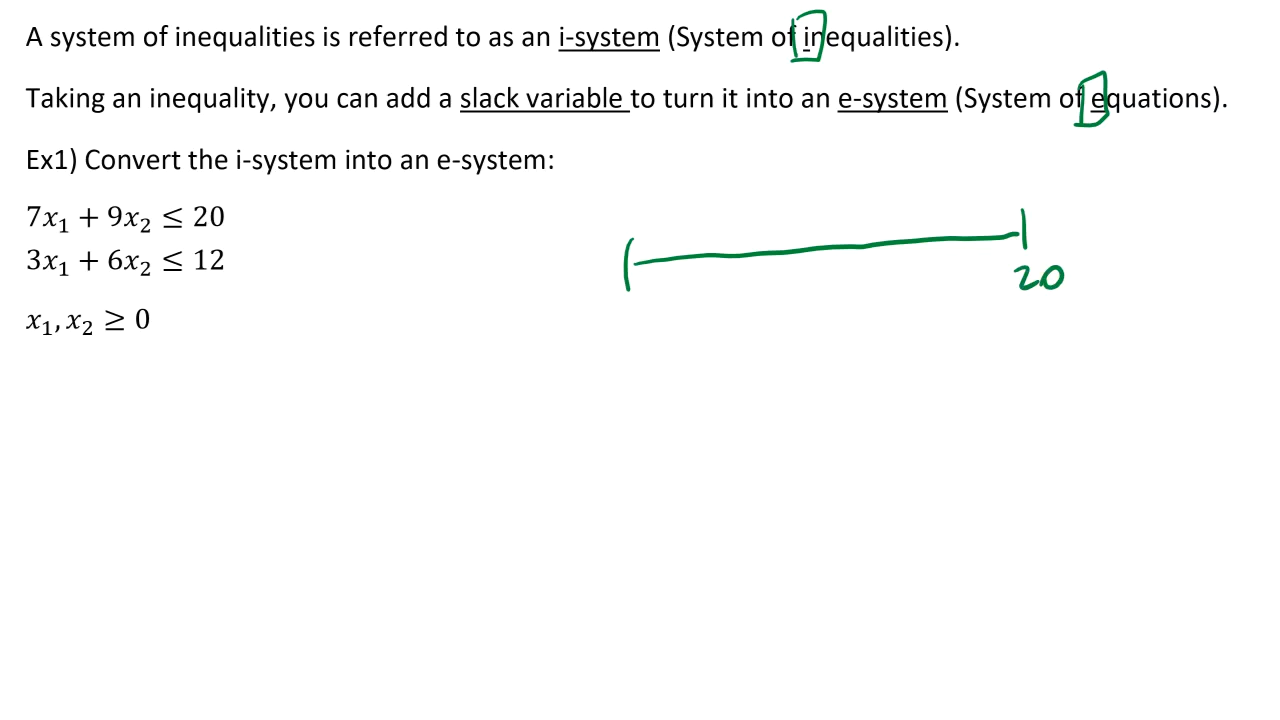 A system of inequalities is referred to as an i-system (System of inequalities).
Taking an inequality, you can add a slack variable to turn it into an e-system (System of equations).
Ex1) Convert the i-system into an e-system:
7x₁ + 9x₂ ≤ 20
3x₁ + 6x₂ ≤ 12
20
x₁, x₂ ≥ 0